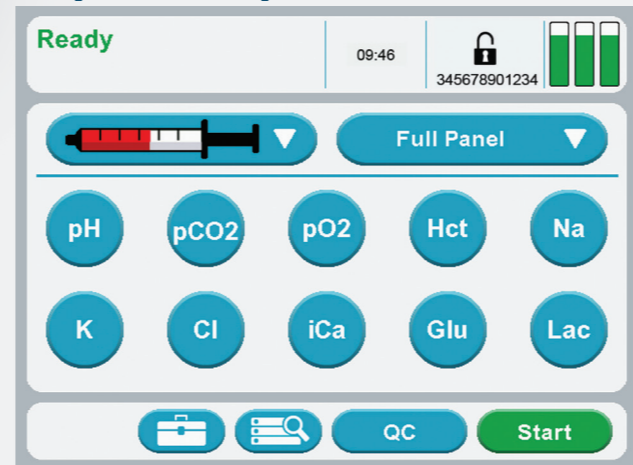 Ready
09:46
345678901234
Full Panel
pH pCO2 pO2 Hct Na
K Cl iCa Glu Lac
QC Start